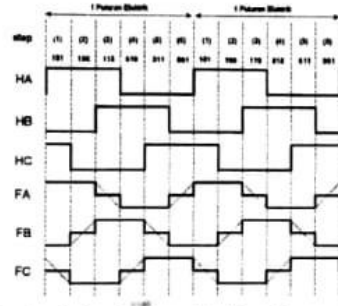 1 Putaran Elektrik 1 Putaran Elektrik
step (1) (2) (3) (4) (5) (6) (1) (2) (3) (4) (5) (6)
101 100 110 010 011 001 101 100 110 010 011 001
HA
HB
HC
FA
FB
FC